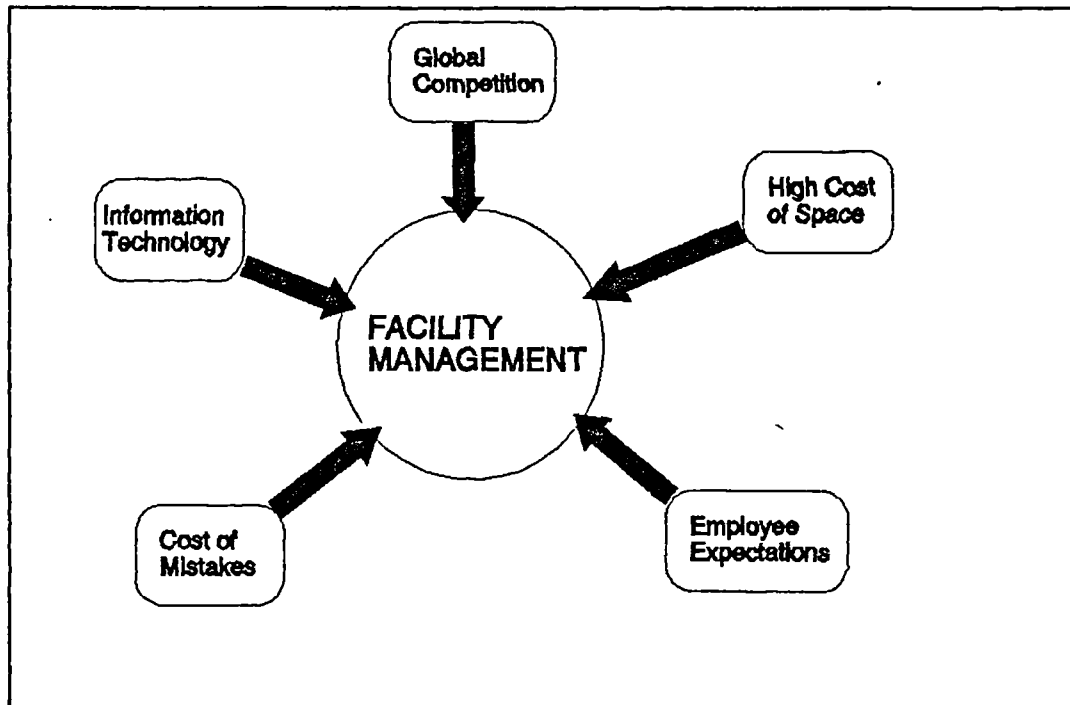 Global
Competition
High Cost
of Space
Information
Technology
FACILITY
MANAGEMENT
Cost of
Mistakes
Employee
Expectations